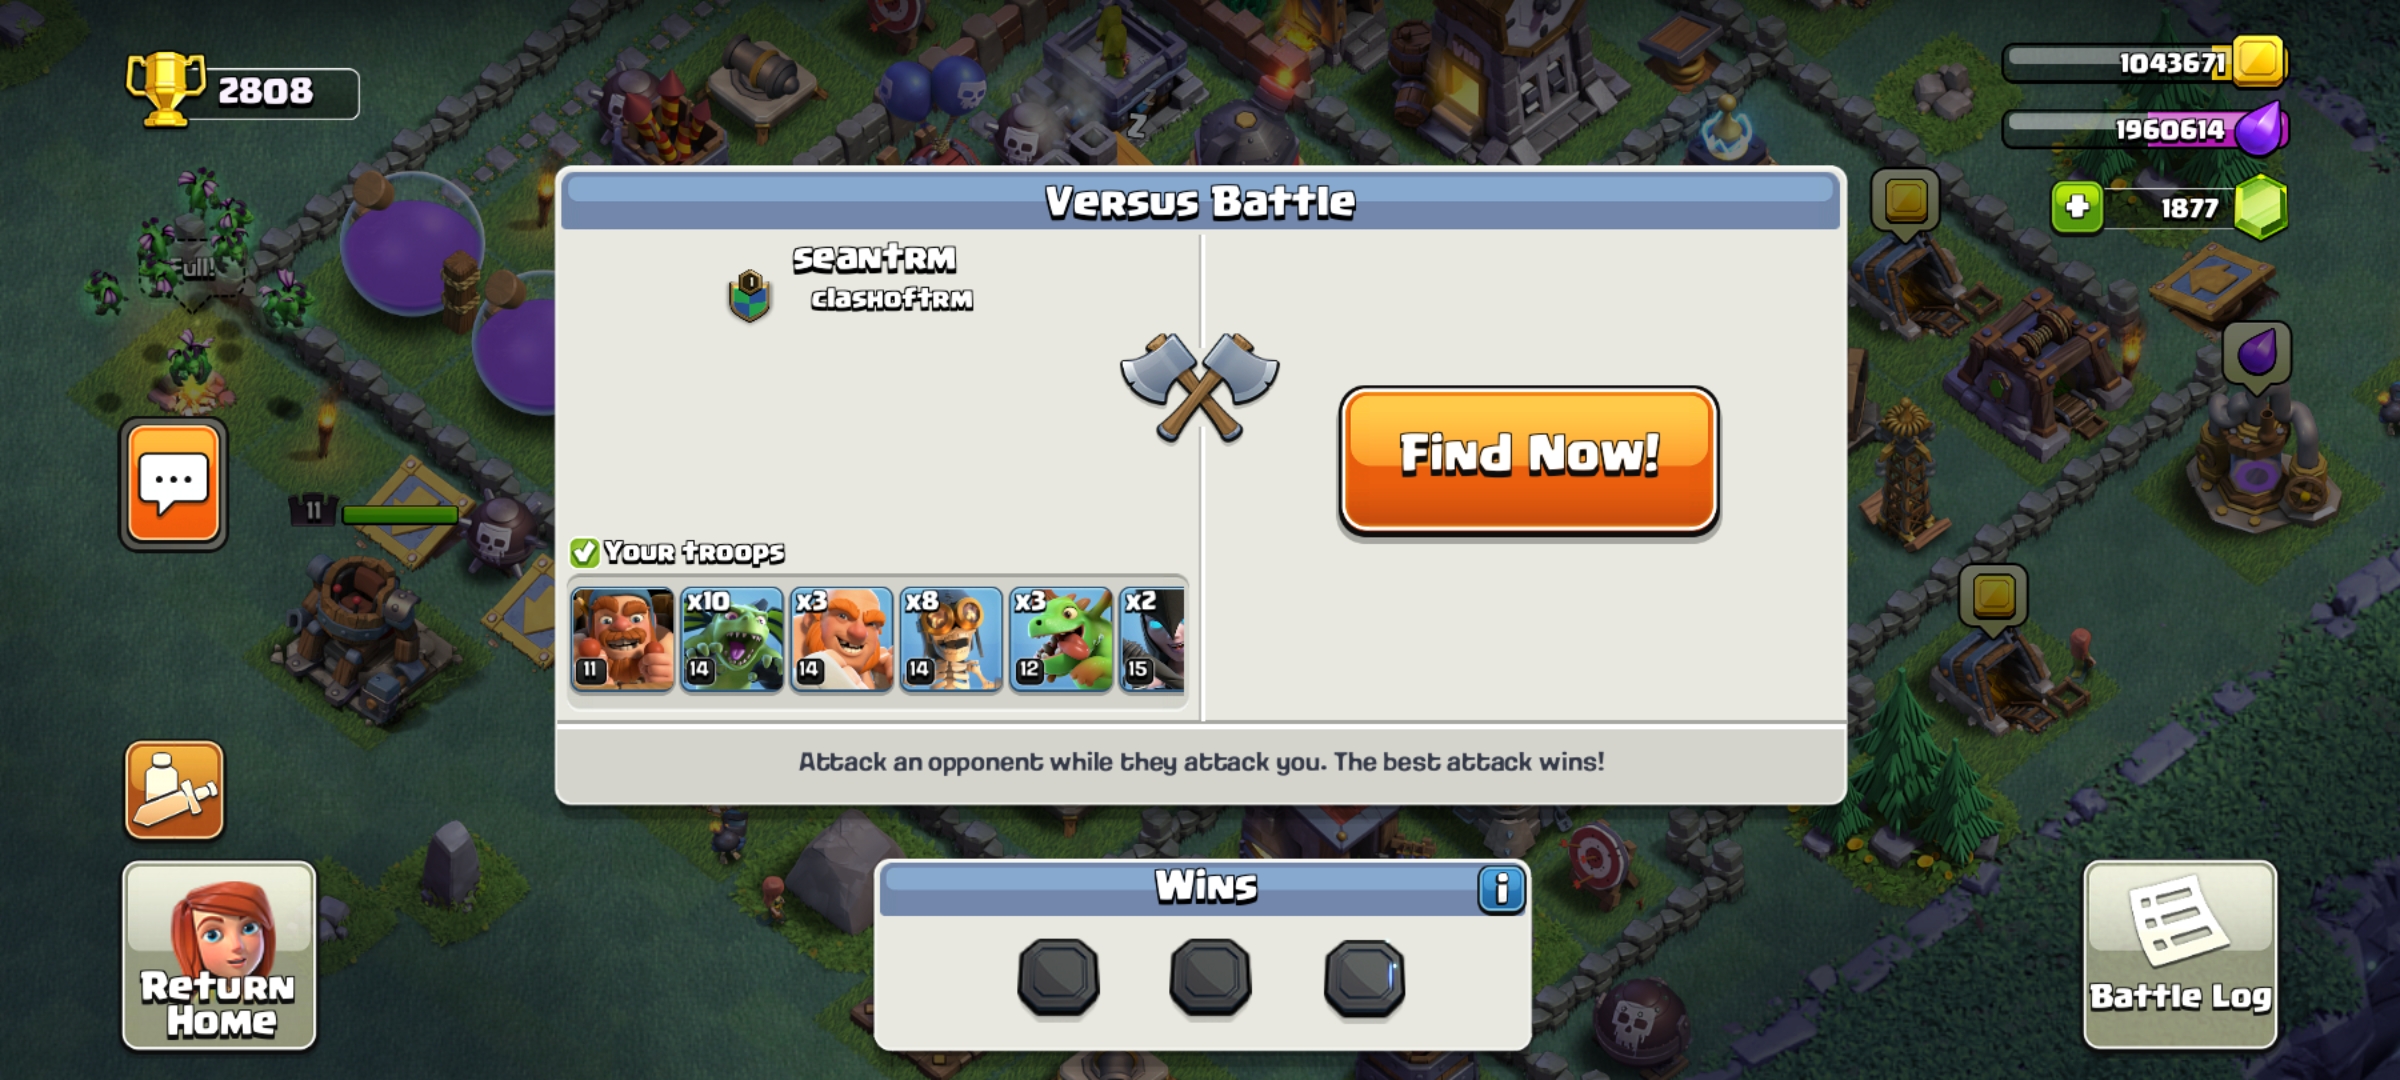 2808
1043671
1960614
1877
Full!
Z
Versus Battle
seantrm
1
clashoftrm
Find Now!
11
Your troops
x10
x3
x8
x3
x2
11
14
14
14
12
15
Attack an opponent while they attack you. The best attack wins!
Wins
i
Return
Home
Battle Log